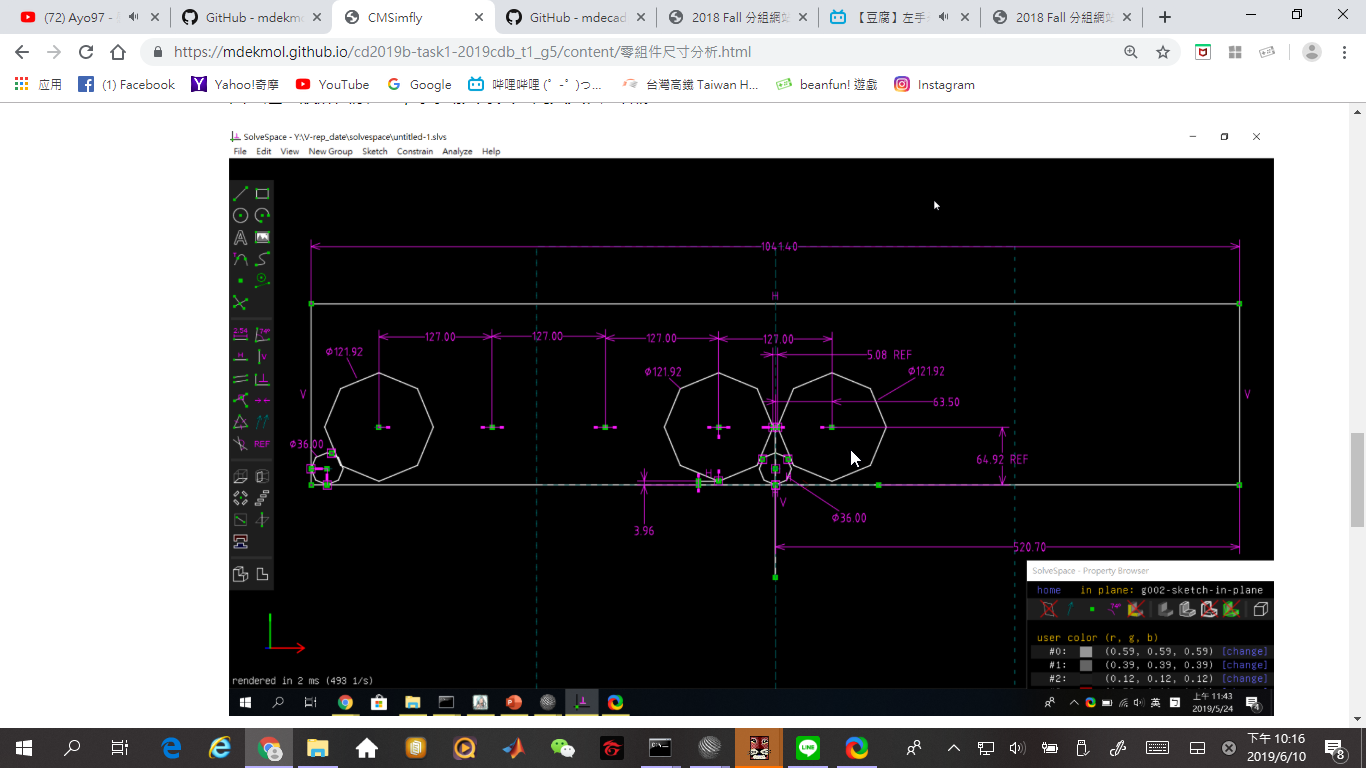 (72) Ayo97 -
GitHub - mdekmo
CMSimfly
GitHub - mdecad
2018 Fall 分組網站
【豆腐】左手
2018 Fall 分組網站
https://mdekmol.github.io/cd2019b-task1-2019cdb_t1_g5/content/零組件尺寸分析.html
应用
(1) Facebook
Yahoo!奇摩
YouTube
Google
哔哩哔哩 (゜-゜)つ...
台灣高鐵 Taiwan H...
beanfun! 遊戲
Instagram
SolveSpace - Y:\V-rep_date\solvespace\untitled-1.slvs
File Edit View New Group Sketch Constrain Analyze Help
1041.40
H
127.00
127.00
127.00
127.00
5.08 REF
ϕ121.92
ϕ121.92
ϕ121.92
V
V
63.50
ϕ36.00
64.92 REF
H
V
ϕ36.00
3.96
520.70
2.54
H
V
REF
SolveSpace - Property Browser
home in plane: g002-sketch-in-plane
user color (r, g, b)
#0: (0.59, 0.59, 0.59) [change]
#1: (0.39, 0.39, 0.39) [change]
#2: (0.12, 0.12, 0.12) [change]
rendered in 2 ms (493 1/s)
英
上午 11:43
2019/5/24
4
LINE
下午 10:16
2019/6/10
8